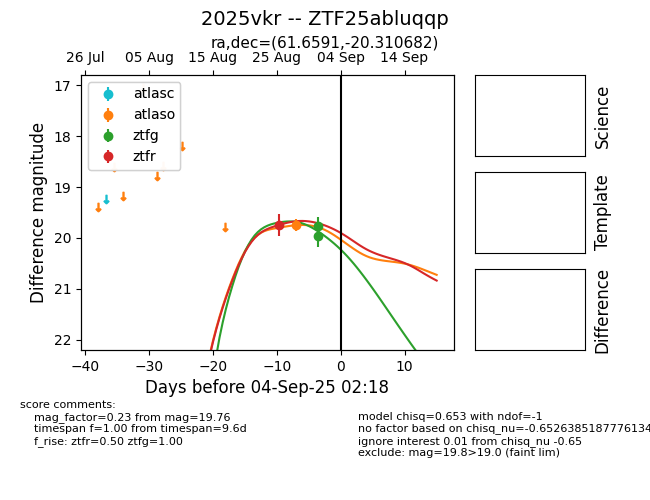 2025vkr -- ZTF25abluqqp
ra,dec=(61.6591,-20.310682)
26 Jul 05 Aug 15 Aug 25 Aug 04 Sep 14 Sep
atlasc
atlaso
ztfg
ztfr
17
18
19
20
21
22
Difference magnitude
−40 −30 −20 −10 0 10
Days before 04-Sep-25 02:18
Science
Template
Difference
score comments:
mag_factor=0.23 from mag=19.76
timespan f=1.00 from timespan=9.6d
f_rise: ztfr=0.50 ztfg=1.00
model chisq=0.653 with ndof=-1
no factor based on chisq_nu=-0.6526385187776134
ignore interest 0.01 from chisq_nu -0.65
exclude: mag=19.8>19.0 (faint lim)